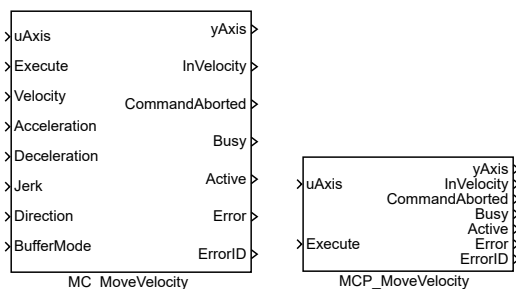 uAxis
Execute
Velocity
Acceleration
Deceleration
Jerk
Direction
BufferMode
yAxis
InVelocity
CommandAborted
Busy
Active
Error
ErrorID
MC_MoveVelocity
uAxis
Execute
yAxis
InVelocity
CommandAborted
Busy
Active
Error
ErrorID
MCP_MoveVelocity